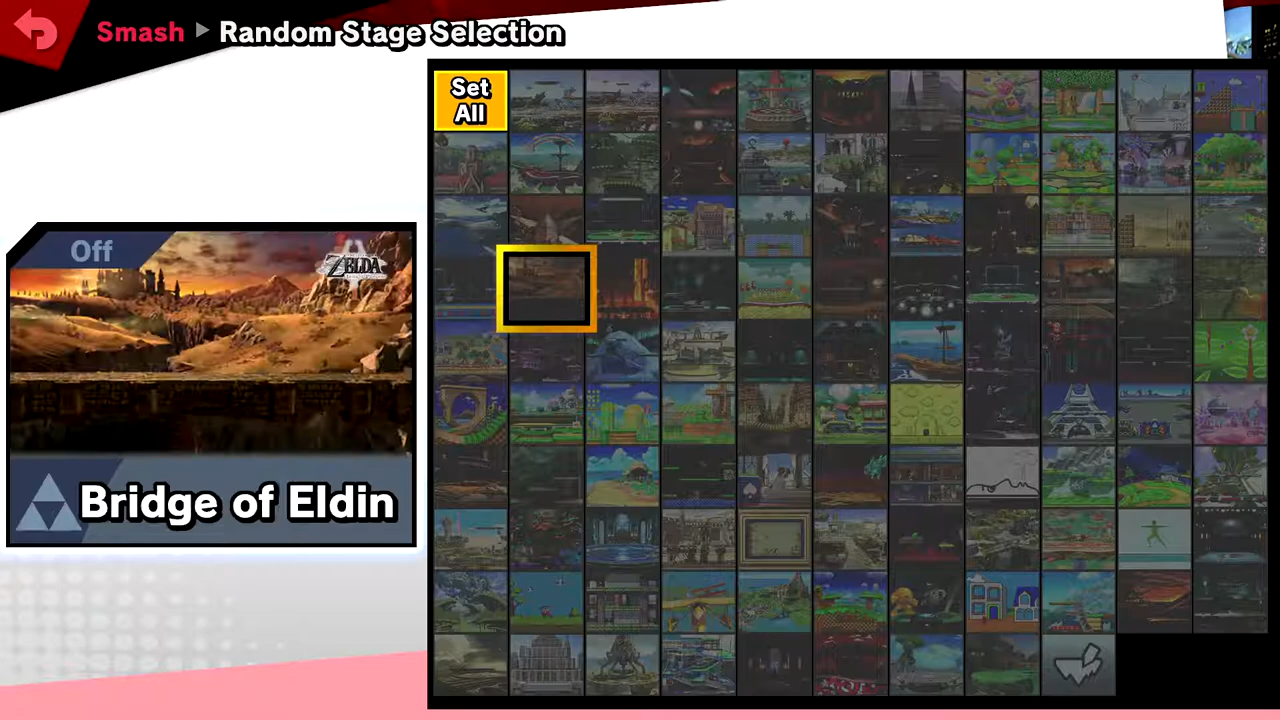 Smash ▶ Random Stage Selection
Set
All
Off
ZELDA
Bridge of Eldin